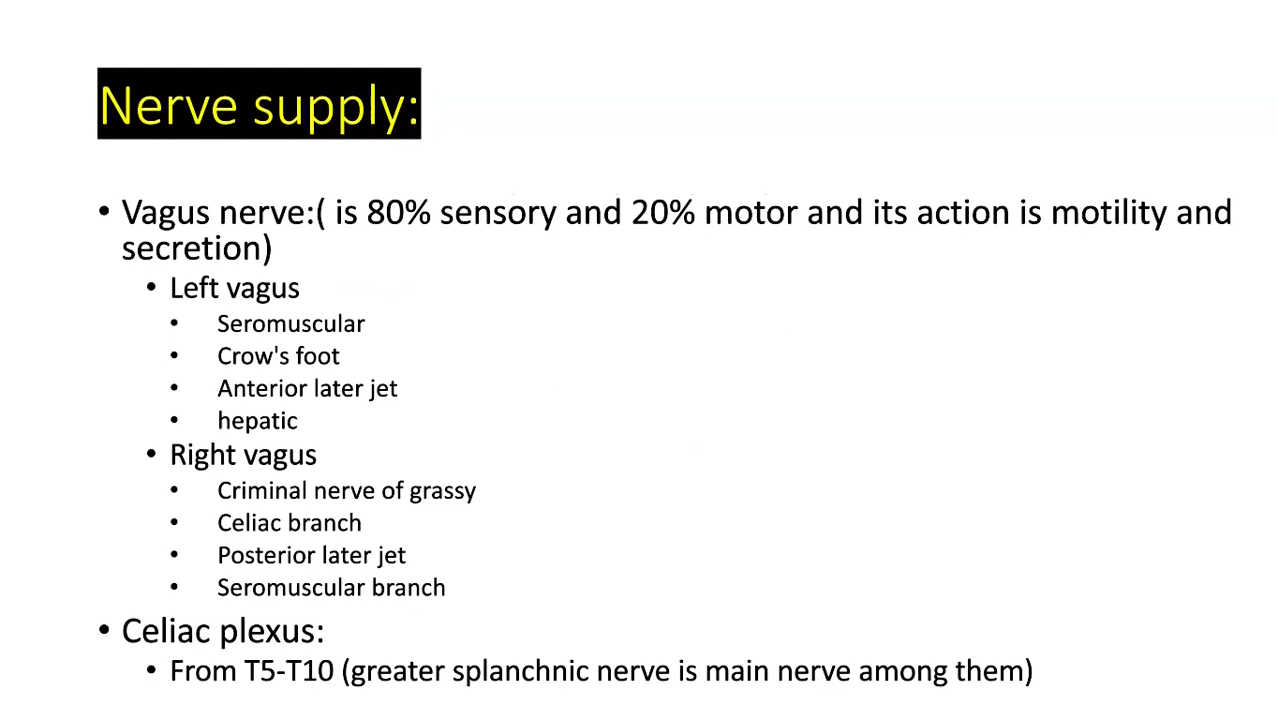 Nerve supply:
• Vagus nerve:( is 80% sensory and 20% motor and its action is motility and
secretion)
• Left vagus
• Seromuscular
• Crow's foot
• Anterior later jet
• hepatic
• Right vagus
• Criminal nerve of grassy
• Celiac branch
• Posterior later jet
• Seromuscular branch
• Celiac plexus:
• From T5-T10 (greater splanchnic nerve is main nerve among them)